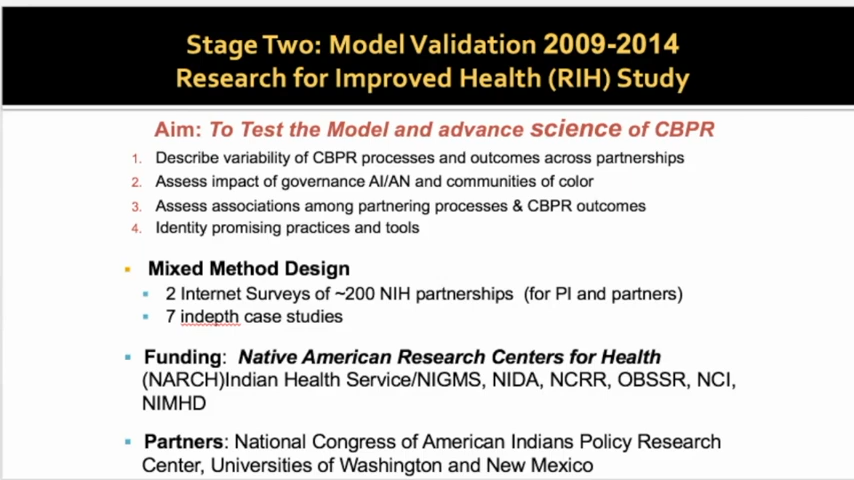 Stage Two: Model Validation 2009-2014
Research for Improved Health (RIH) Study
Aim: To Test the Model and advance science of CBPR
1. Describe variability of CBPR processes and outcomes across partnerships
2. Assess impact of governance AI/AN and communities of color
3. Assess associations among partnering processes & CBPR outcomes
4. Identity promising practices and tools
▪ Mixed Method Design
▪ 2 Internet Surveys of ~200 NIH partnerships (for PI and partners)
▪ 7 indepth case studies
▪ Funding: Native American Research Centers for Health
(NARCH)Indian Health Service/NIGMS, NIDA, NCRR, OBSSR, NCI,
NIMHD
▪ Partners: National Congress of American Indians Policy Research
Center, Universities of Washington and New Mexico